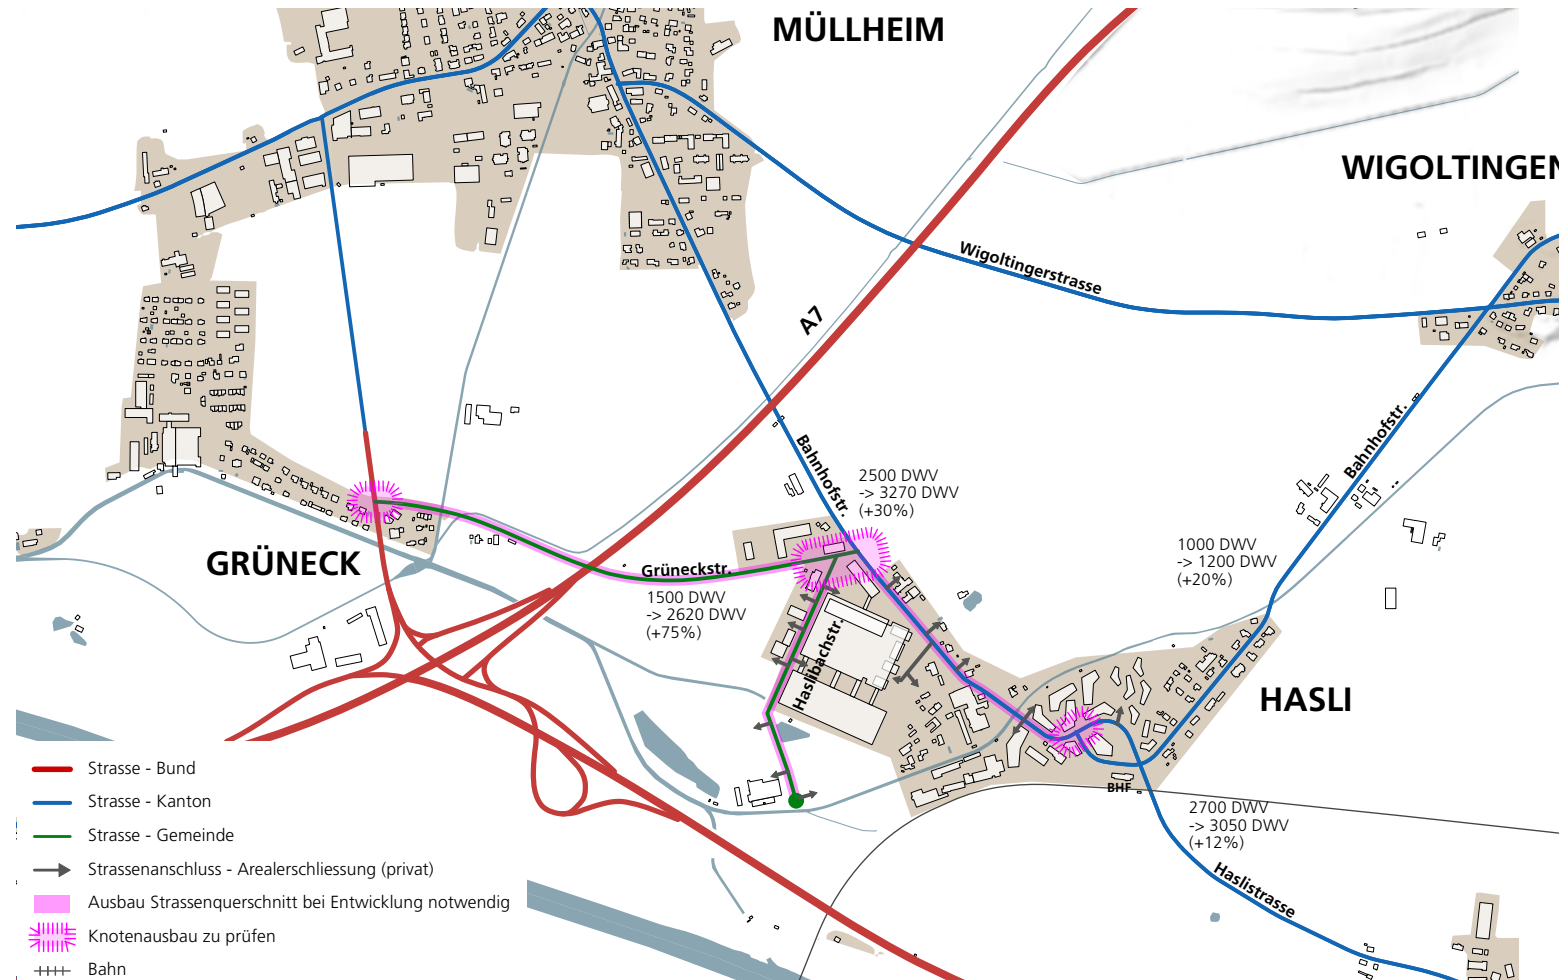 MÜLLHEIM
WIGOLTINGEN
Wigoltingerstrasse
A7
Bahnhofstr.
Bahnhofstr.
2500 DWV
-> 3270 DWV
(+30%)
1000 DWV
-> 1200 DWV
(+20%)
GRÜNECK
Grüneckstr.
1500 DWV
-> 2620 DWV
(+75%)
Haslibachstr.
HASLI
BHF
2700 DWV
-> 3050 DWV
(+12%)
Haslistrasse
Strasse - Bund
Strasse - Kanton
Strasse - Gemeinde
Strassenanschluss - Arealerschliessung (privat)
Ausbau Strassenquerschnitt bei Entwicklung notwendig
Knotenausbau zu prüfen
Bahn